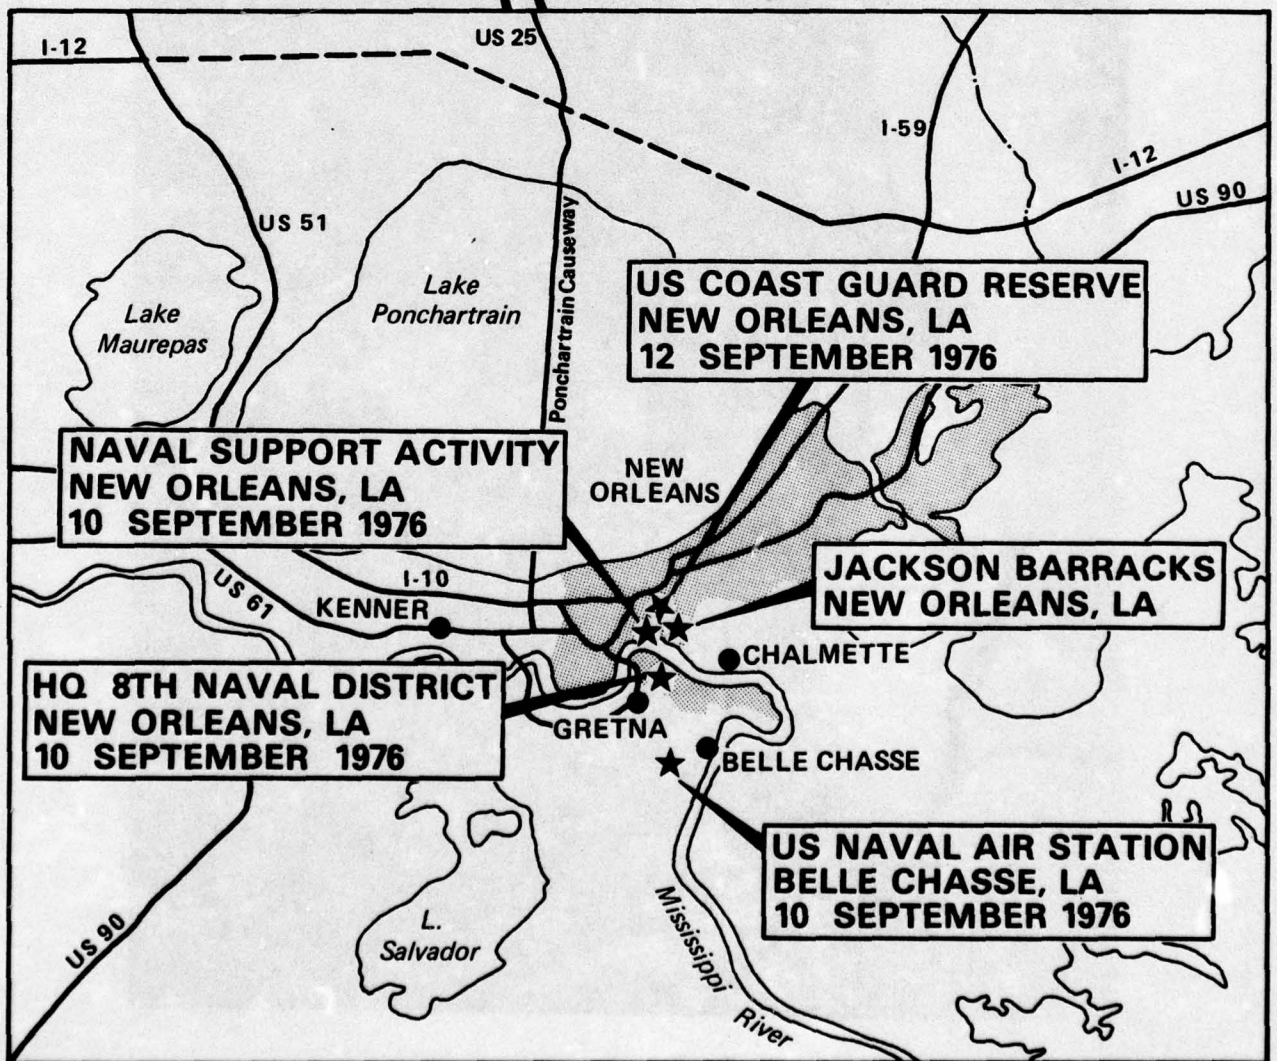 I-12
US 25
I-59
I-12
US 90
US 51
Ponchartrain Causeway
Lake
Ponchartrain
Lake
Maurepas
US COAST GUARD RESERVE
NEW ORLEANS, LA
12 SEPTEMBER 1976
NAVAL SUPPORT ACTIVITY
NEW ORLEANS, LA
10 SEPTEMBER 1976
NEW
ORLEANS
JACKSON BARRACKS
NEW ORLEANS, LA
I-10
US 61
KENNER
CHALMETTE
HQ 8TH NAVAL DISTRICT
NEW ORLEANS, LA
10 SEPTEMBER 1976
GRETNA
BELLE CHASSE
US NAVAL AIR STATION
BELLE CHASSE, LA
10 SEPTEMBER 1976
US 90
L.
Salvador
Mississippi
River